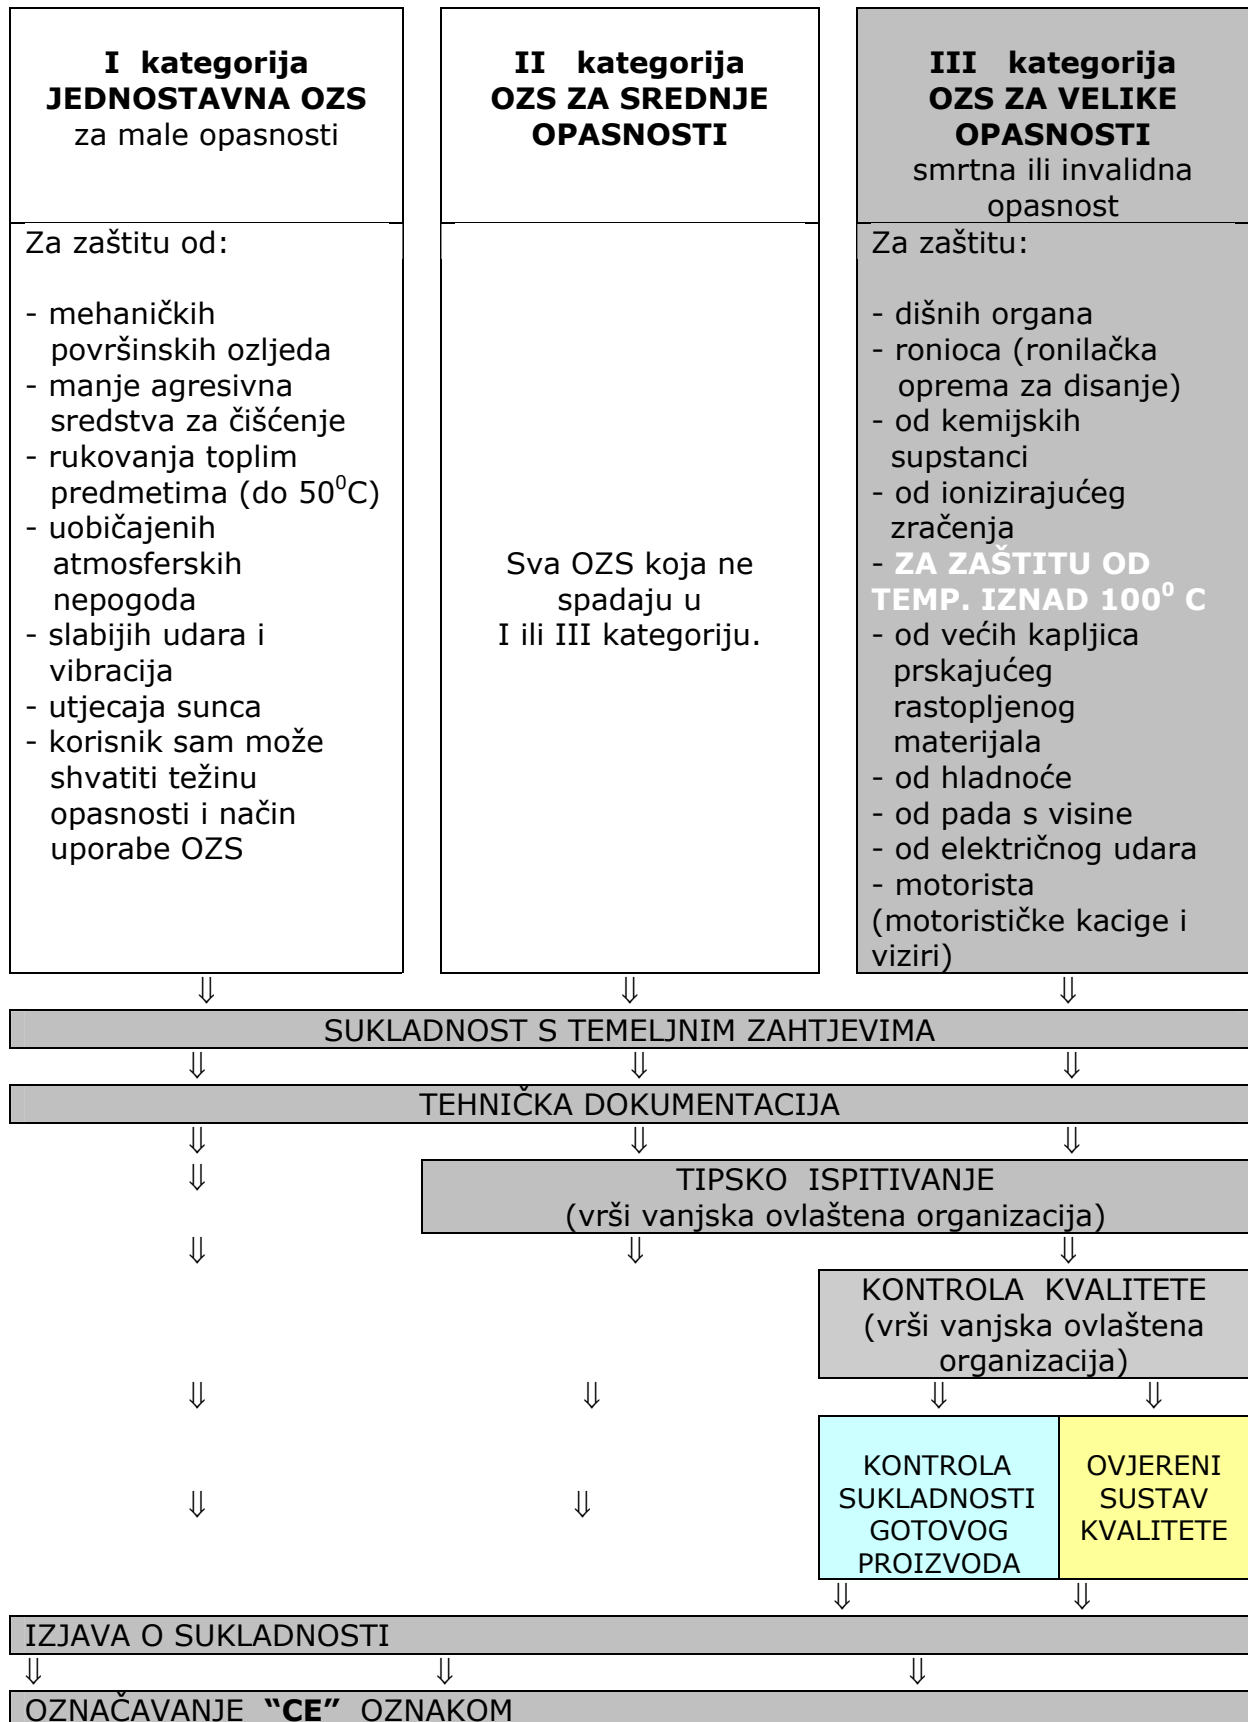 I kategorija
JEDNOSTAVNA OZS
za male opasnosti
II kategorija
OZS ZA SREDNJE
OPASNOSTI
III kategorija
OZS ZA VELIKE
OPASNOSTI
smrtna ili invalidna
opasnost
Za zaštitu od:
- mehaničkih
površinskih ozljeda
- manje agresivna
sredstva za čišćenje
- rukovanja toplim
predmetima (do 50⁰C)
- uobičajenih
atmosferskih
nepogoda
- slabijih udara i
vibracija
- utjecaja sunca
- korisnik sam može
shvatiti težinu
opasnosti i način
uporabe OZS
Sva OZS koja ne
spadaju u
I ili III kategoriju.
Za zaštitu:
- dišnih organa
- ronioca (ronilačka
oprema za disanje)
- od kemijskih
supstanci
- od ionizirajućeg
zračenja
- ZA ZAŠTITU OD
TEMP. IZNAD 100⁰ C
- od većih kapljica
prskajućeg
rastopljenog
materijala
- od hladnoće
- od pada s visine
- od električnog udara
- motorista
(motorističke kacige i
viziri)
⇓ ⇓ ⇓
SUKLADNOST S TEMELJNIM ZAHTJEVIMA
⇓ ⇓ ⇓
TEHNIČKA DOKUMENTACIJA
⇓ ⇓ ⇓
⇓ TIPSKO ISPITIVANJE
(vrši vanjska ovlaštena organizacija)
⇓ ⇓ ⇓
KONTROLA KVALITETE
(vrši vanjska ovlaštena
organizacija)
⇓ ⇓ ⇓ ⇓
KONTROLA
SUKLADNOSTI
GOTOVOG
PROIZVODA
OVJERENI
SUSTAV
KVALITETE
⇓ ⇓
⇓ ⇓
IZJAVA O SUKLADNOSTI
⇓ ⇓ ⇓
OZNAČAVANJE “CE” OZNAKOM